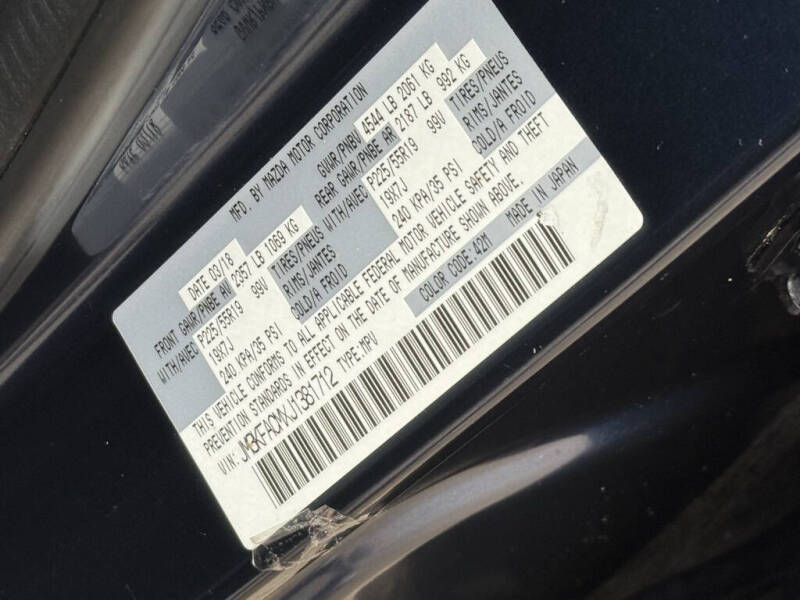 MFD. BY MAZDA MOTOR CORPORATION
DATE 03/18 GVWR/PNBV 4544 LB 2061 KG
FRONT GAWR/PNBE AV 2357 LB 1069 KG REAR GAWR/PNBE AR 2187 LB 992 KG
WITH/AVEC P225/55R19 99V TIRES/PNEUS WITH/AVEC P225/55R19 99V TIRES/PNEUS
19X7J RIMS/JANTES 19X7J RIMS/JANTES
240 KPA/35 PSI COLD/A FROID 240 KPA/35 PSI COLD/A FROID
THIS VEHICLE CONFORMS TO ALL APPLICABLE FEDERAL MOTOR VEHICLE SAFETY AND THEFT
PREVENTION STANDARDS IN EFFECT ON THE DATE OF MANUFACTURE SHOWN ABOVE.
COLOR CODE:42M MADE IN JAPAN
VIN: TYPE:MPV